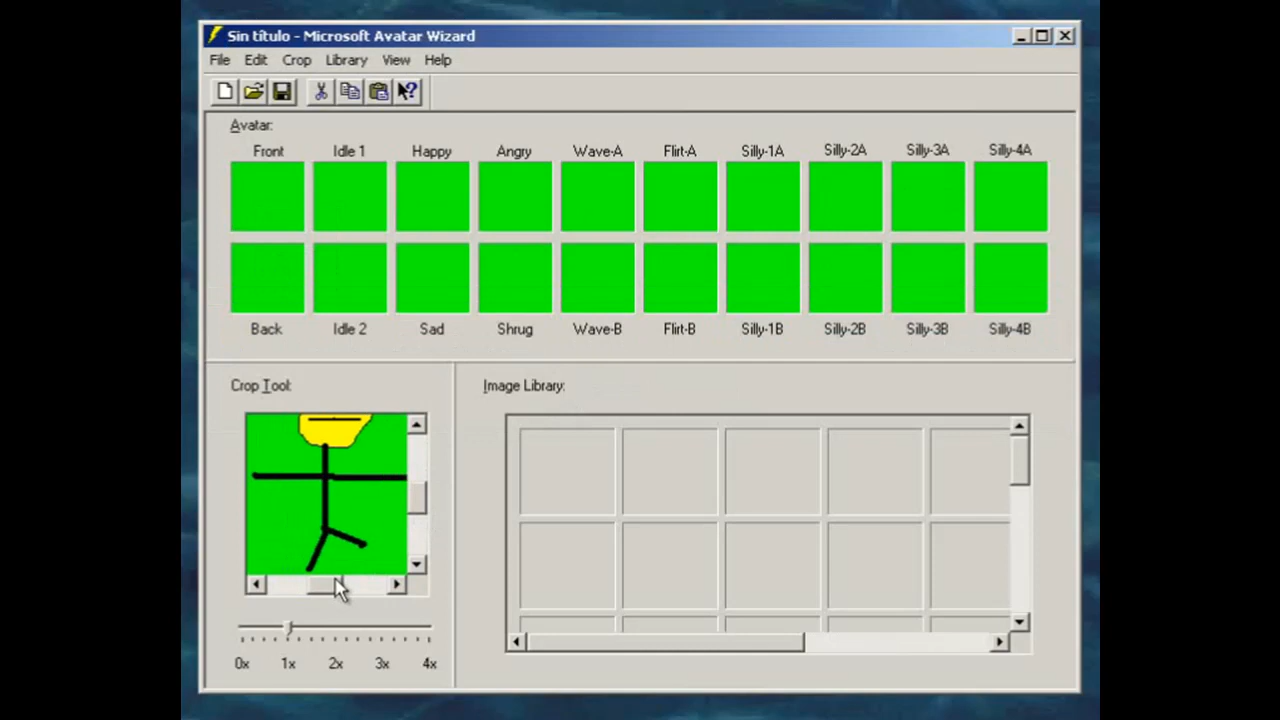 Sin título - Microsoft Avatar Wizard
File Edit Crop Library View Help
Avatar:
Front Idle 1 Happy Angry Wave-A Flirt-A Silly-1A Silly-2A Silly-3A Silly-4A
Back Idle 2 Sad Shrug Wave-B Flirt-B Silly-1B Silly-2B Silly-3B Silly-4B
Crop Tool: Image Library:
0x 1x 2x 3x 4x